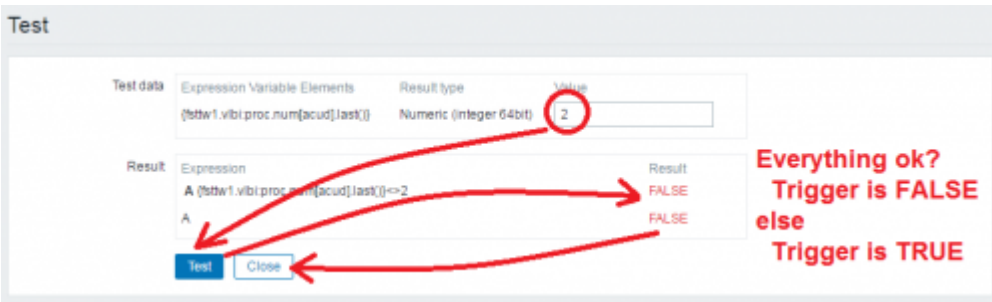 Test
Test data Expression Variable Elements Result type Value
{fsttw1.vlbi:proc.num[acud].last()} Numeric (integer 64bit) 2
Result Expression Result
A {fsttw1.vlbi:proc.num[acud].last()}<>2 FALSE
A FALSE
Test Close
Everything ok?
Trigger is FALSE
else
Trigger is TRUE